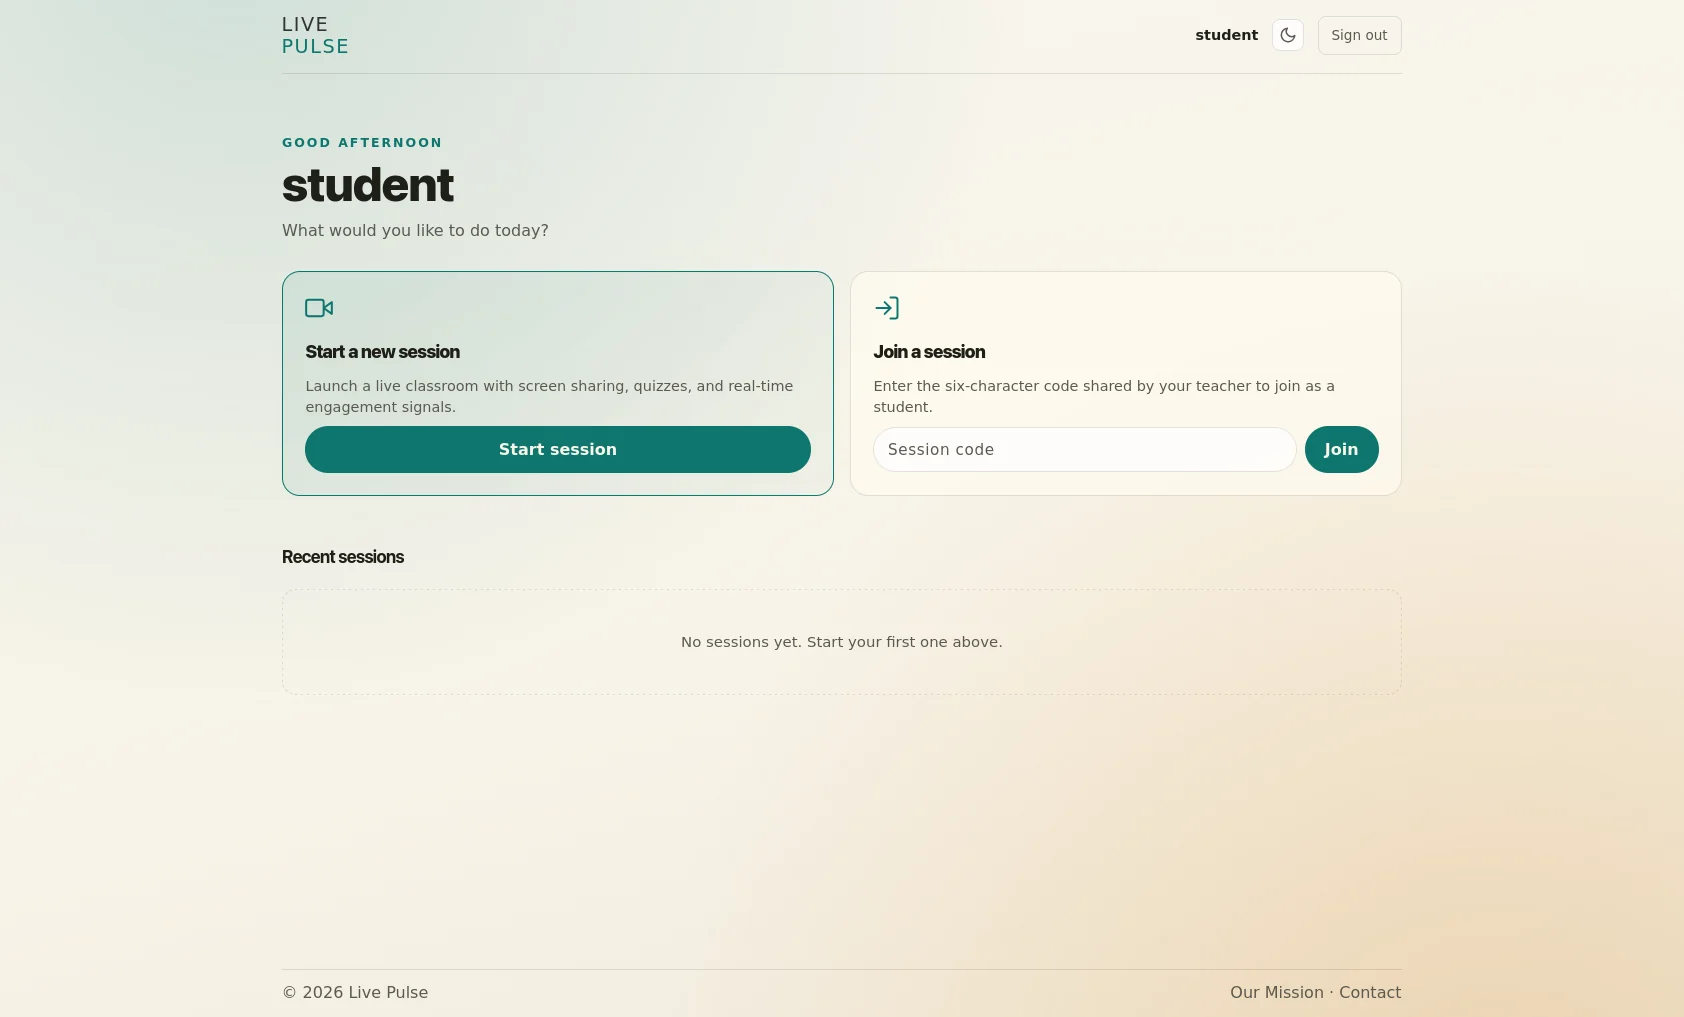 LIVE
PULSE
student
Sign out
GOOD AFTERNOON
student
What would you like to do today?
Start a new session
Launch a live classroom with screen sharing, quizzes, and real-time
engagement signals.
Start session
Join a session
Enter the six-character code shared by your teacher to join as a
student.
Session code
Join
Recent sessions
No sessions yet. Start your first one above.
© 2026 Live Pulse
Our Mission · Contact